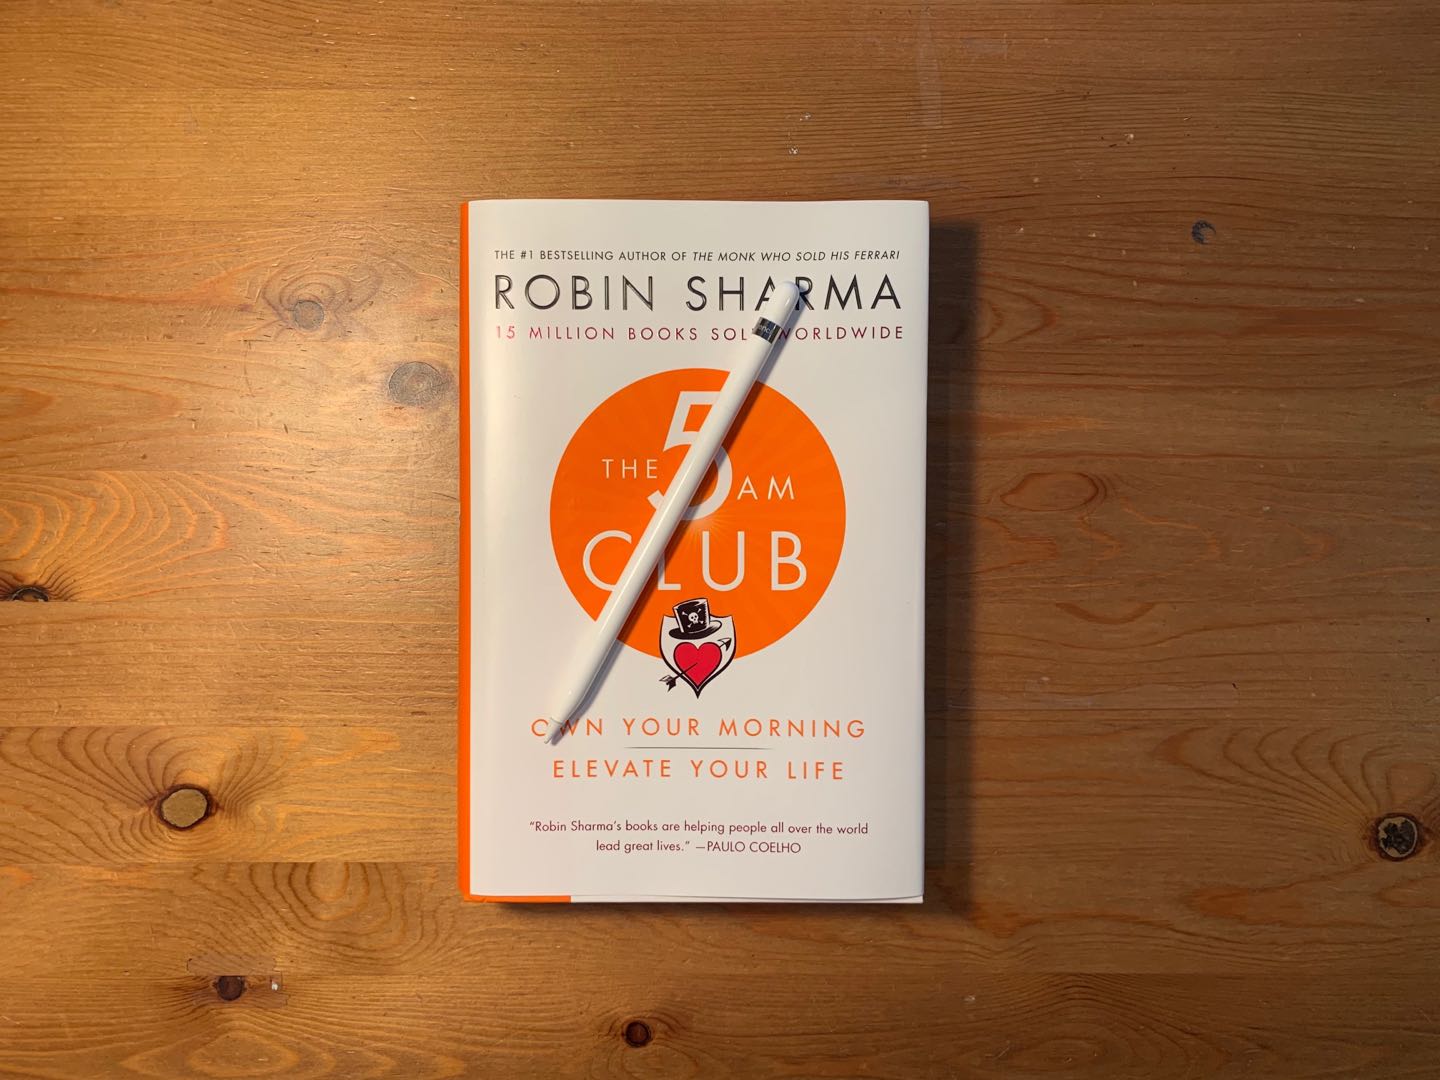 THE #1 BESTSELLING AUTHOR OF THE MONK WHO SOLD HIS FERRARI
ROBIN SHARMA
15 MILLION BOOKS SOLD WORLDWIDE
THE 5 AM
CLUB
OWN YOUR MORNING
ELEVATE YOUR LIFE
“Robin Sharma’s books are helping people all over the world
lead great lives.” —PAULO COELHO